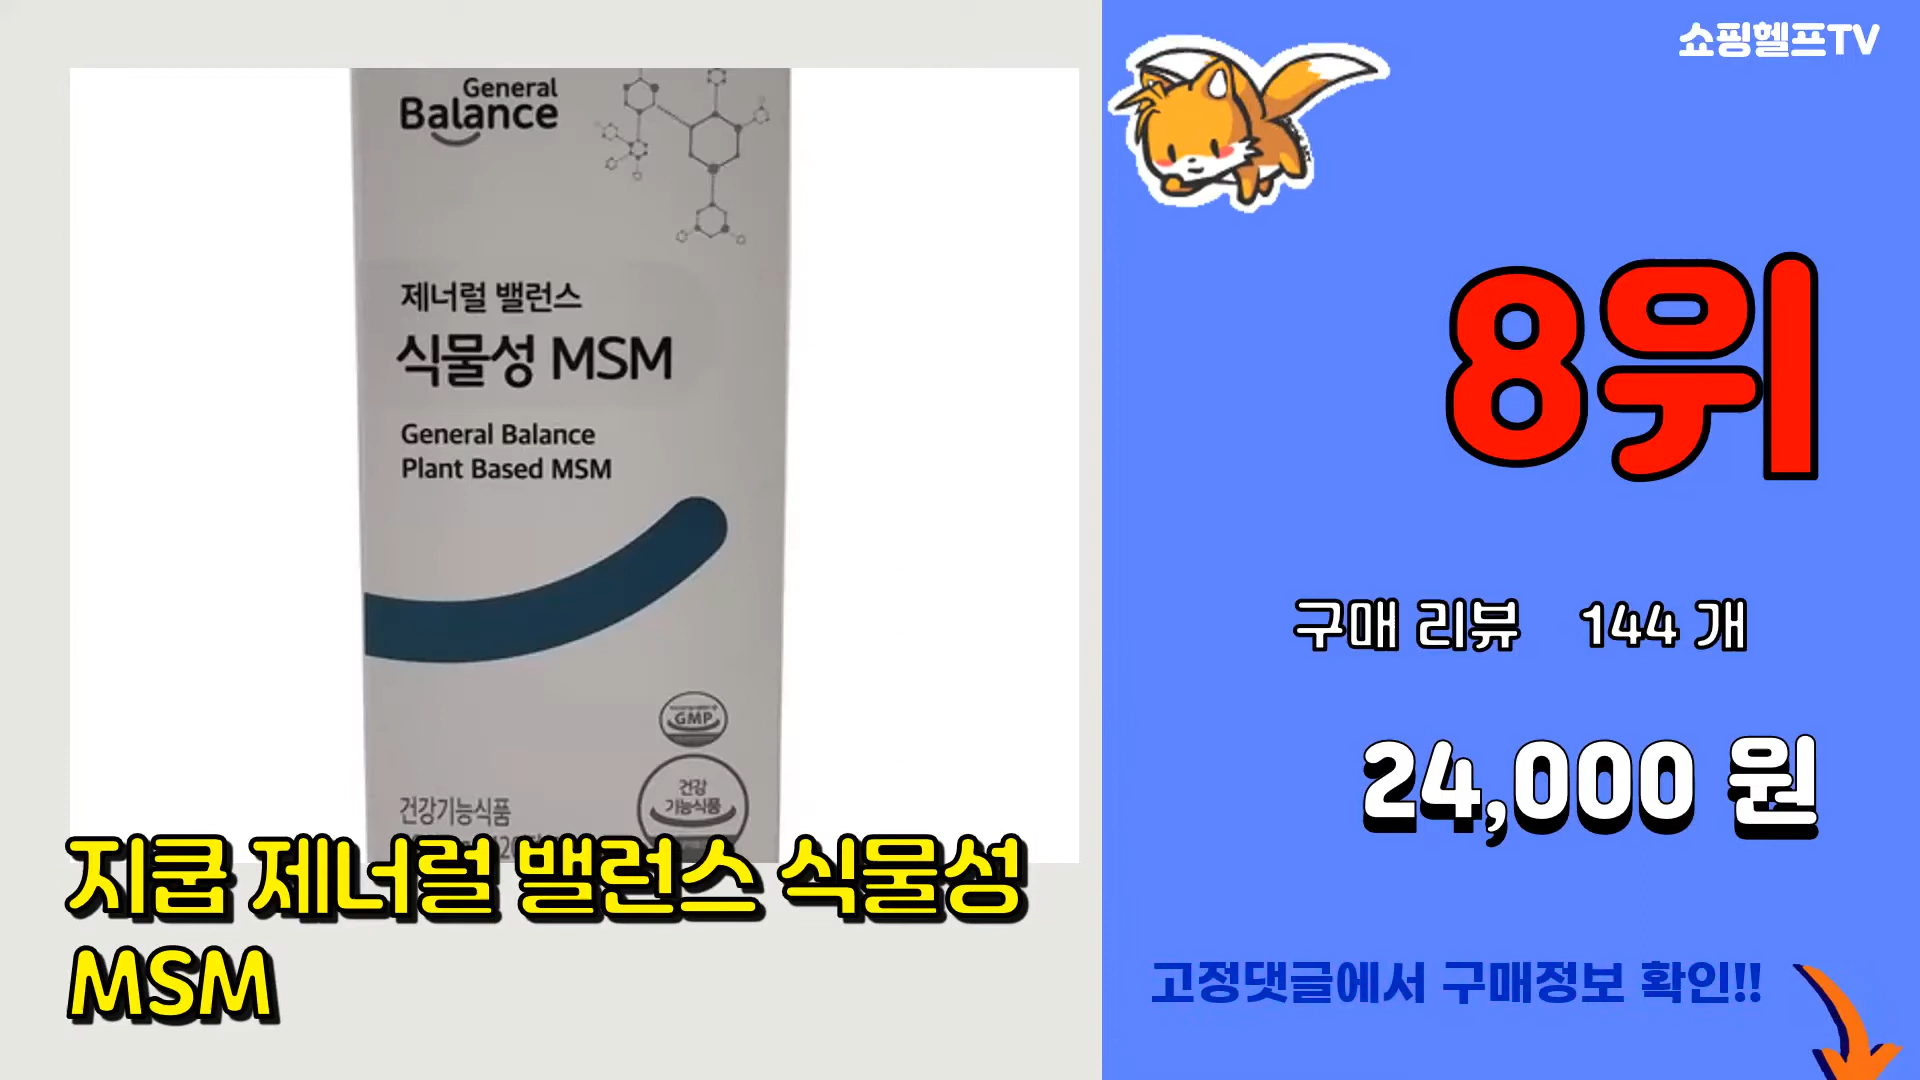 General
Balance
제너럴 밸런스
식물성 MSM
General Balance
Plant Based MSM
GMP
건강
기능식품
건강기능식품
지쿱 제너럴 밸런스 식물성
MSM
쇼핑헬프TV
8위
구매 리뷰 144 개
24,000 원
고정댓글에서 구매정보 확인!!